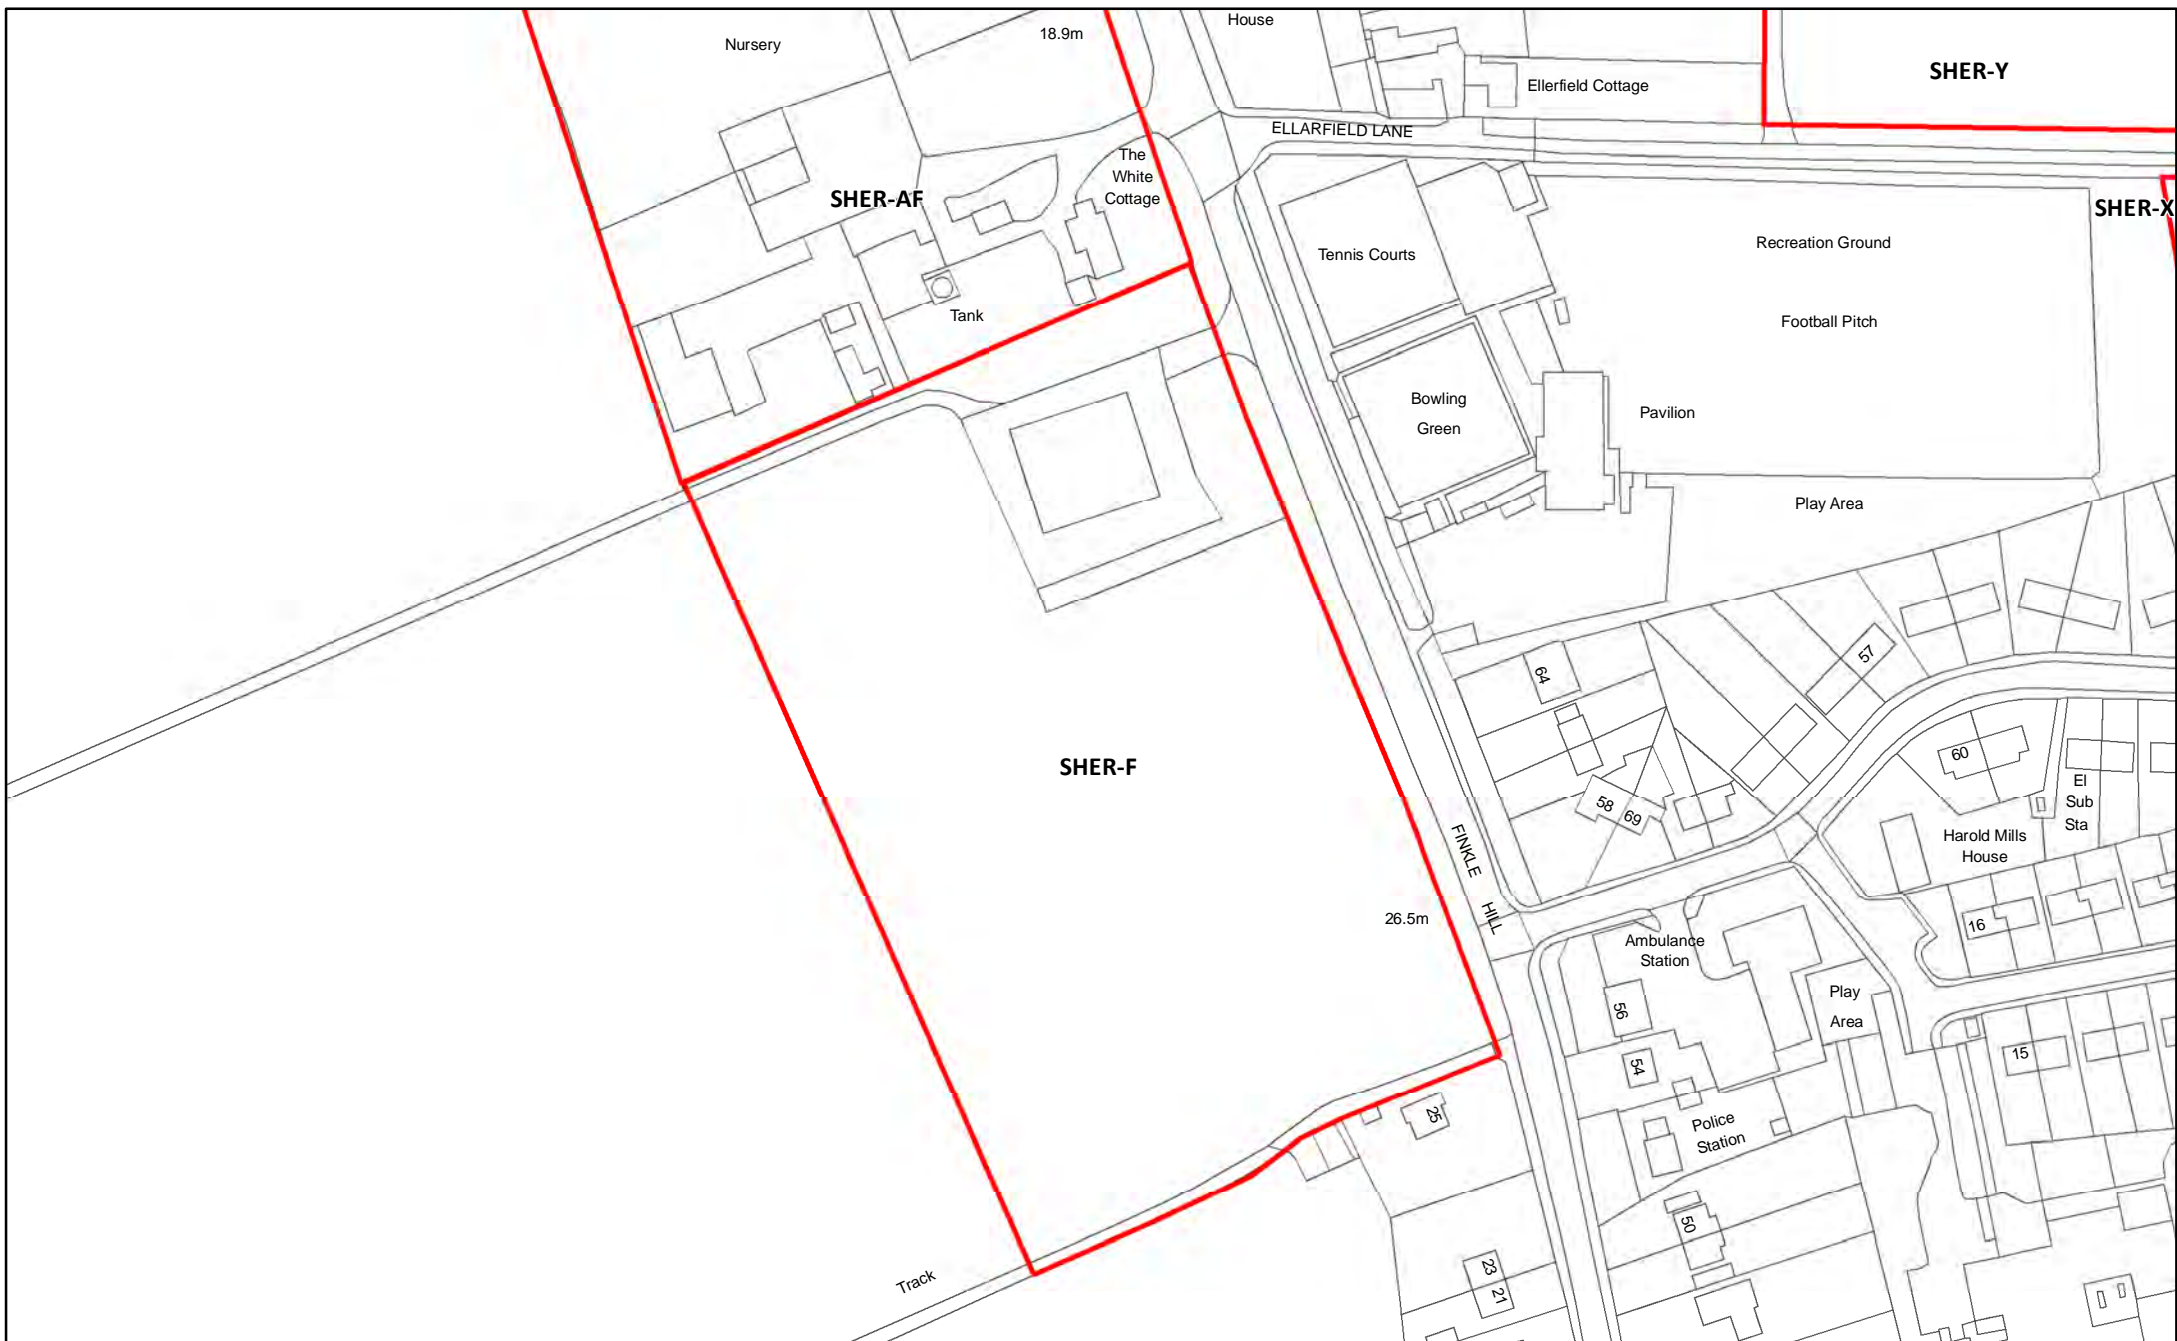 House
18.9m
Nursery
SHER-Y
Ellerfield Cottage
ELLARFIELD LANE
The
White
Cottage
SHER-AF
SHER-X
Recreation Ground
Tennis Courts
Tank
Football Pitch
Bowling
Green
Pavilion
Play Area
64
57
SHER-F
60
El
Sub
Sta
58
69
Harold Mills
House
FINKLE HILL
26.5m
16
Ambulance
Station
Play
Area
56
54
15
25
Police
Station
50
Track
23
21